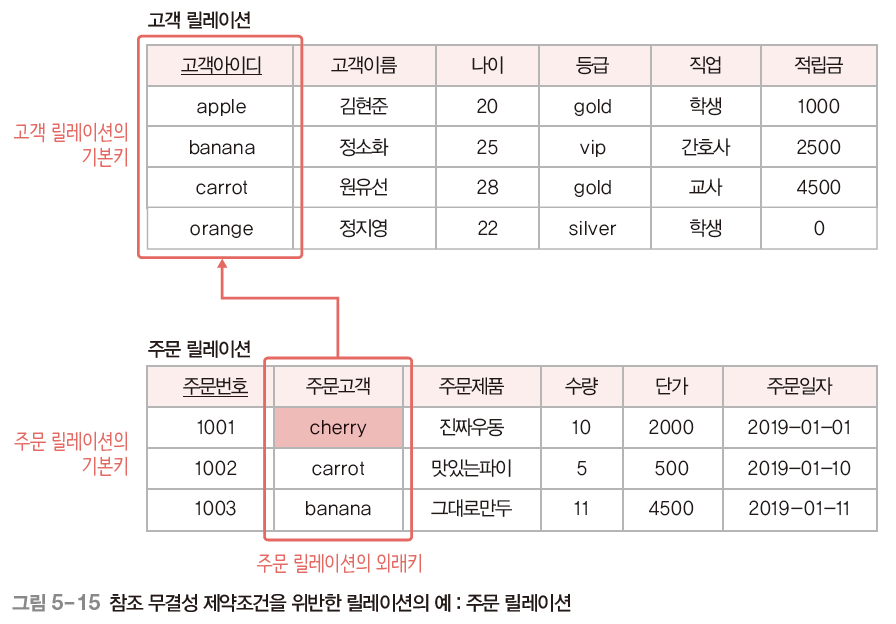 고객 릴레이션
고객아이디 고객이름 나이 등급 직업 적립금
apple 김현준 20 gold 학생 1000
고객 릴레이션의
기본키
banana 정소화 25 vip 간호사 2500
carrot 원유선 28 gold 교사 4500
orange 정지영 22 silver 학생 0
주문 릴레이션
주문번호 주문고객 주문제품 수량 단가 주문일자
1001 cherry 진짜우동 10 2000 2019-01-01
주문 릴레이션의
기본키
1002 carrot 맛있는파이 5 500 2019-01-10
1003 banana 그대로만두 11 4500 2019-01-11
주문 릴레이션의 외래키
그림 5-15 참조 무결성 제약조건을 위반한 릴레이션의 예 : 주문 릴레이션